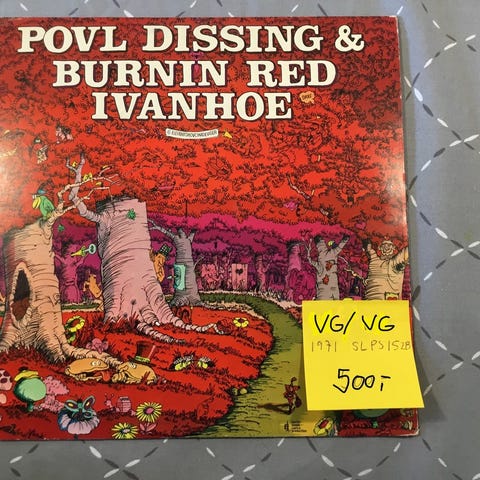 POVL DISSING &
BURNIN RED
IVANHOE
VG/VG
1971 SLPS1528
500,-